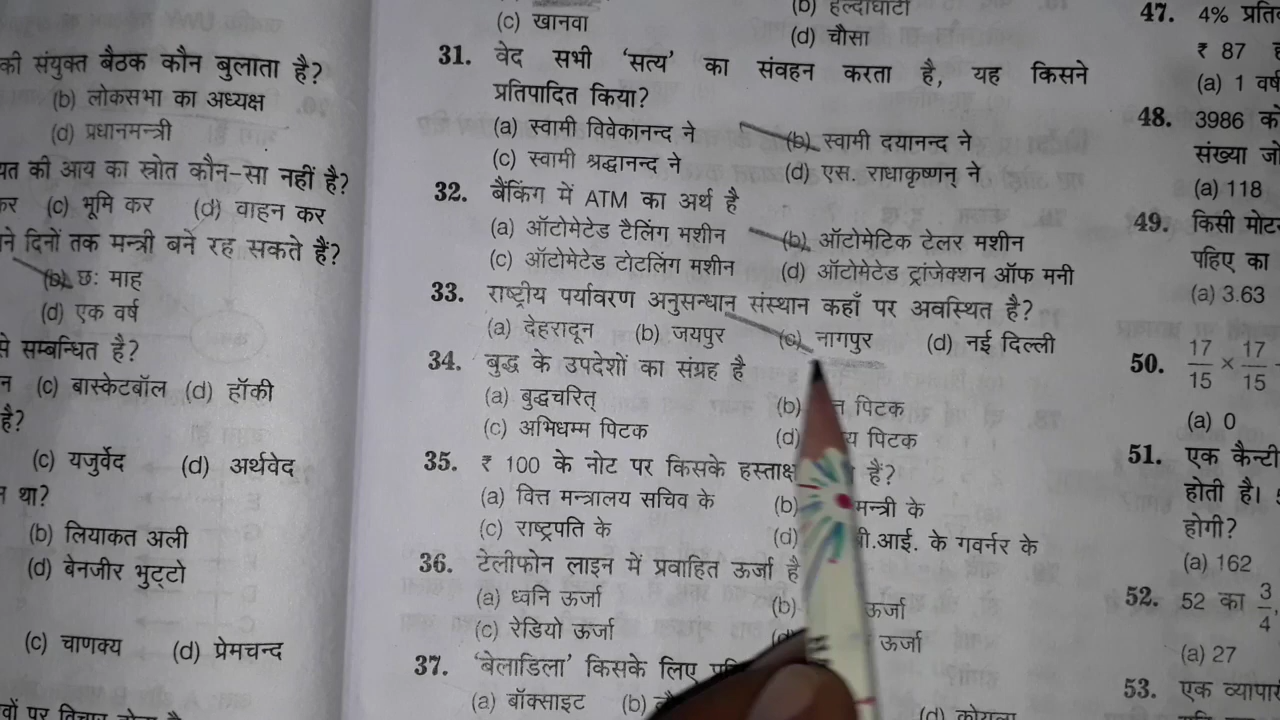 की संयुक्त बैठक कौन बुलाता है?
(b) लोकसभा का अध्यक्ष
(d) प्रधानमन्त्री
यत की आय का स्रोत कौन-सा नहीं है?
कर (c) भूमि कर (d) वाहन कर
ने दिनों तक मन्त्री बने रह सकते हैं?
(b) छः माह
(d) एक वर्ष
से सम्बन्धित है?
न (c) बास्केटबॉल (d) हॉकी
है?
(c) यजुर्वेद (d) अर्थवेद
न था?
(b) लियाकत अली
(d) बेनजीर भुट्टो
(c) चाणक्य (d) प्रेमचन्द
(c) खानवा
(b) हल्दीघाटी
(d) चौसा
31. वेद सभी ‘सत्य’ का संवहन करता है, यह किसने
प्रतिपादित किया?
(a) स्वामी विवेकानन्द ने (b) स्वामी दयानन्द ने
(c) स्वामी श्रद्धानन्द ने (d) एस. राधाकृष्णन् ने
32. बैंकिंग में ATM का अर्थ है
(a) ऑटोमेटेड टैलिंग मशीन (b) ऑटोमेटिक टेलर मशीन
(c) ऑटोमेटेड टोटलिंग मशीन (d) ऑटोमेटेड ट्रांजेक्शन ऑफ मनी
33. राष्ट्रीय पर्यावरण अनुसन्धान संस्थान कहाँ पर अवस्थित है?
(a) देहरादून (b) जयपुर (c) नागपुर (d) नई दिल्ली
34. बुद्ध के उपदेशों का संग्रह है
(a) बुद्धचरित् (b) पिटक
(c) अभिधम्म पिटक (d) पिटक
35. ₹ 100 के नोट पर किसके हैं?
(a) वित्त मन्त्रालय सचिव के (b) मन्त्री के
(c) राष्ट्रपति के (d) बी.आई. के गवर्नर के
36. टेलीफोन लाइन में प्रवाहित ऊर्जा है
(a) ध्वनि ऊर्जा (b) ऊर्जा
(c) रेडियो ऊर्जा ऊर्जा
37. ‘बेलाडिला’ किसके लिए
(a) बॉक्साइट (b) (d) कोयला
47. 4%
₹ 87
(a) 1 वर्ष
48. 3986 को
संख्या जो
(a) 118
49. किसी
पहिए का
(a) 3.63
50. 17/15 × 17/15
(a) 0
51. एक कैन्टी
होती है।
होगी?
(a) 162
52. 52 का 3/4
(a) 27
53. एक